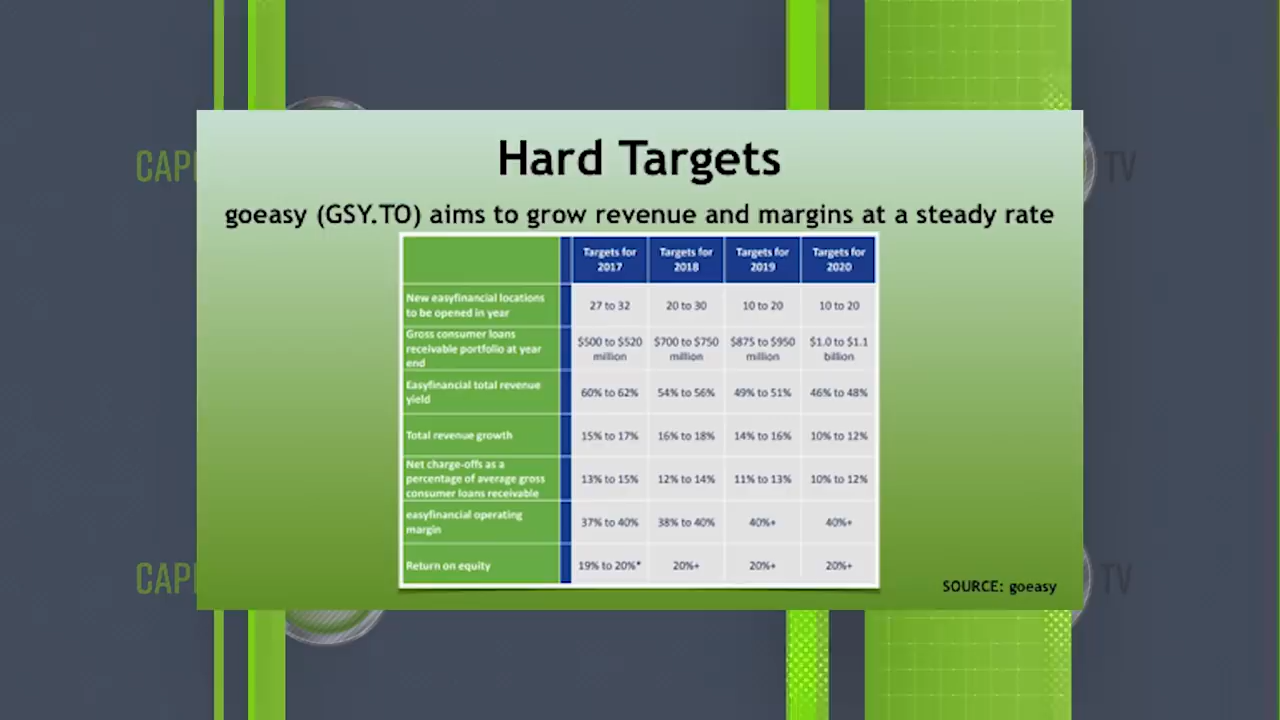 Hard Targets
goeasy (GSY.TO) aims to grow revenue and margins at a steady rate
Targets for 2017 Targets for 2018 Targets for 2019 Targets for 2020
New easyfinancial locations to be opened in year 27 to 32 20 to 30 10 to 20 10 to 20
Gross consumer loans receivable portfolio at year end $500 to $520 million $700 to $750 million $875 to $950 million $1.0 to $1.1 billion
Easyfinancial total revenue yield 60% to 62% 54% to 56% 49% to 51% 46% to 48%
Total revenue growth 15% to 17% 16% to 18% 14% to 16% 10% to 12%
Net charge-offs as a percentage of average gross consumer loans receivable 13% to 15% 12% to 14% 11% to 13% 10% to 12%
easyfinancial operating margin 37% to 40% 38% to 40% 40%+ 40%+
Return on equity 19% to 20%* 20%+ 20%+ 20%+
SOURCE: goeasy
CAPI TV
CAPI TV